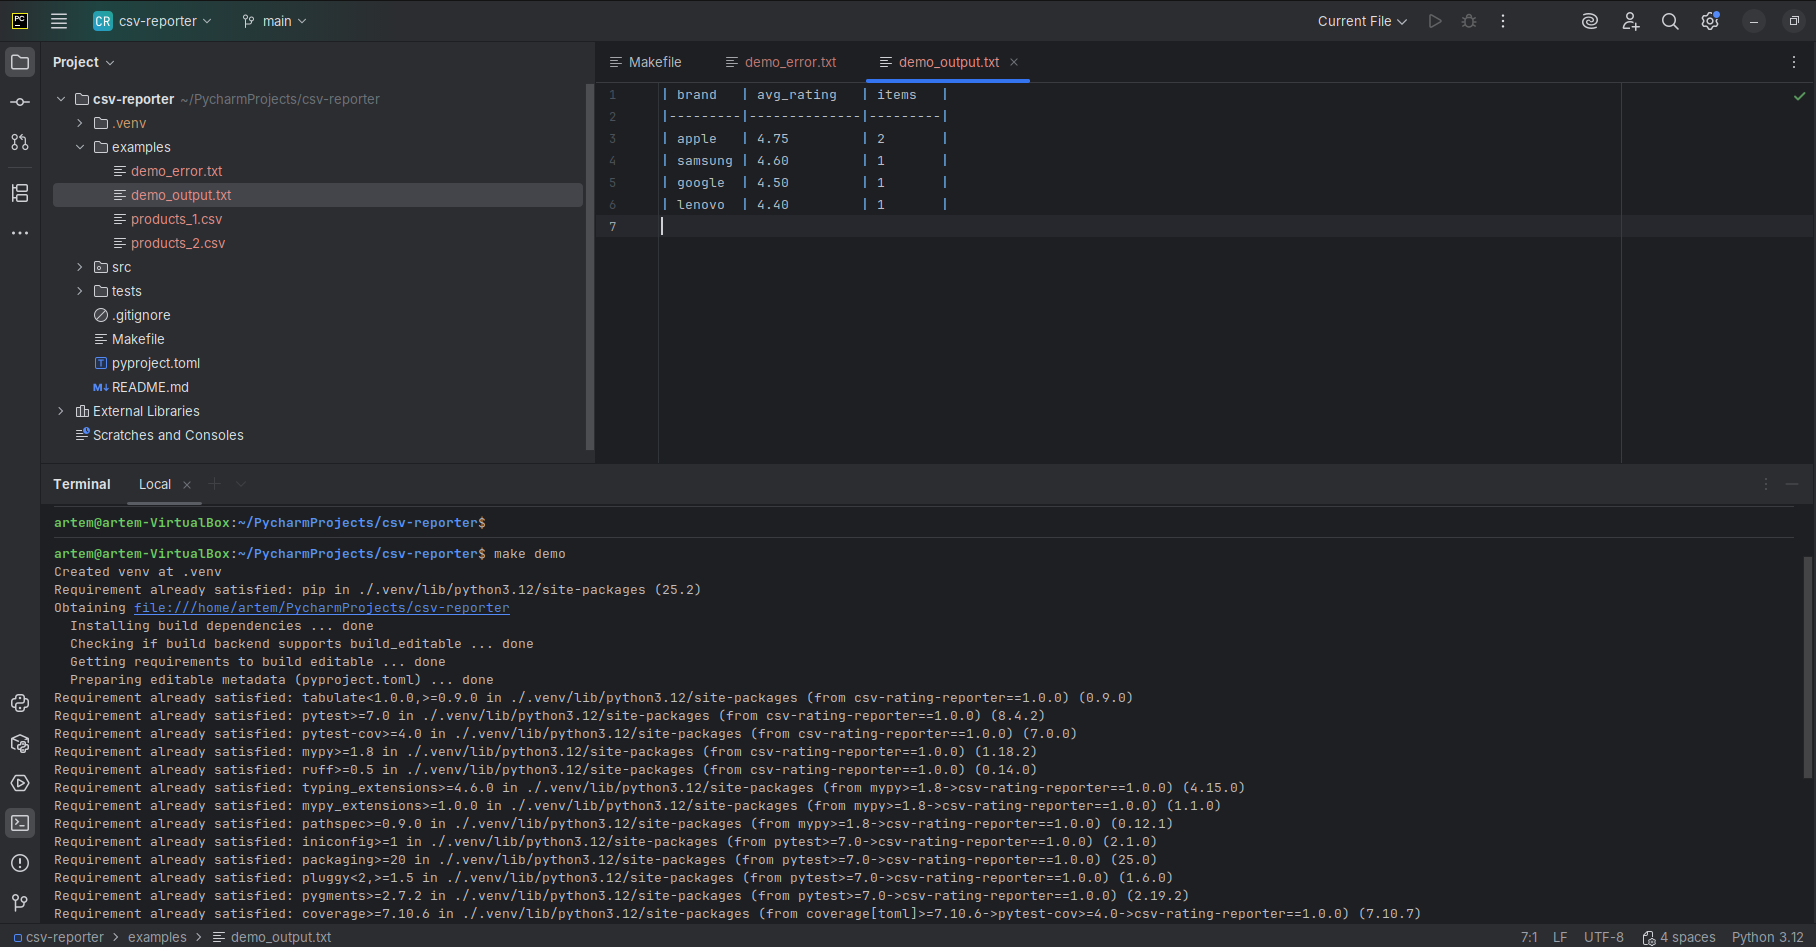 PC CR csv-reporter main Current File
Project
csv-reporter ~/PycharmProjects/csv-reporter
.venv
examples
demo_error.txt
demo_output.txt
products_1.csv
products_2.csv
src
tests
.gitignore
Makefile
T pyproject.toml
M↓ README.md
External Libraries
Scratches and Consoles
Makefile demo_error.txt demo_output.txt
1 | brand   | avg_rating   | items   |
2 |---------|--------------|---------|
3 | apple   | 4.75         | 2       |
4 | samsung | 4.60         | 1       |
5 | google  | 4.50         | 1       |
6 | lenovo  | 4.40         | 1       |
7
Terminal Local
artem@artem-VirtualBox:~/PycharmProjects/csv-reporter$
artem@artem-VirtualBox:~/PycharmProjects/csv-reporter$ make demo
Created venv at .venv
Requirement already satisfied: pip in ./.venv/lib/python3.12/site-packages (25.2)
Obtaining file:///home/artem/PycharmProjects/csv-reporter
  Installing build dependencies ... done
  Checking if build backend supports build_editable ... done
  Getting requirements to build editable ... done
  Preparing editable metadata (pyproject.toml) ... done
Requirement already satisfied: tabulate<1.0.0,>=0.9.0 in ./.venv/lib/python3.12/site-packages (from csv-rating-reporter==1.0.0) (0.9.0)
Requirement already satisfied: pytest>=7.0 in ./.venv/lib/python3.12/site-packages (from csv-rating-reporter==1.0.0) (8.4.2)
Requirement already satisfied: pytest-cov>=4.0 in ./.venv/lib/python3.12/site-packages (from csv-rating-reporter==1.0.0) (7.0.0)
Requirement already satisfied: mypy>=1.8 in ./.venv/lib/python3.12/site-packages (from csv-rating-reporter==1.0.0) (1.18.2)
Requirement already satisfied: ruff>=0.5 in ./.venv/lib/python3.12/site-packages (from csv-rating-reporter==1.0.0) (0.14.0)
Requirement already satisfied: typing_extensions>=4.6.0 in ./.venv/lib/python3.12/site-packages (from mypy>=1.8->csv-rating-reporter==1.0.0) (4.15.0)
Requirement already satisfied: mypy_extensions>=1.0.0 in ./.venv/lib/python3.12/site-packages (from mypy>=1.8->csv-rating-reporter==1.0.0) (1.1.0)
Requirement already satisfied: pathspec>=0.9.0 in ./.venv/lib/python3.12/site-packages (from mypy>=1.8->csv-rating-reporter==1.0.0) (0.12.1)
Requirement already satisfied: iniconfig>=1 in ./.venv/lib/python3.12/site-packages (from pytest>=7.0->csv-rating-reporter==1.0.0) (2.1.0)
Requirement already satisfied: packaging>=20 in ./.venv/lib/python3.12/site-packages (from pytest>=7.0->csv-rating-reporter==1.0.0) (25.0)
Requirement already satisfied: pluggy<2,>=1.5 in ./.venv/lib/python3.12/site-packages (from pytest>=7.0->csv-rating-reporter==1.0.0) (1.6.0)
Requirement already satisfied: pygments>=2.7.2 in ./.venv/lib/python3.12/site-packages (from pytest>=7.0->csv-rating-reporter==1.0.0) (2.19.2)
Requirement already satisfied: coverage>=7.10.6 in ./.venv/lib/python3.12/site-packages (from coverage[toml]>=7.10.6->pytest-cov>=4.0->csv-rating-reporter==1.0.0) (7.10.7)
csv-reporter > examples > demo_output.txt 7:1 LF UTF-8 4 spaces Python 3.12